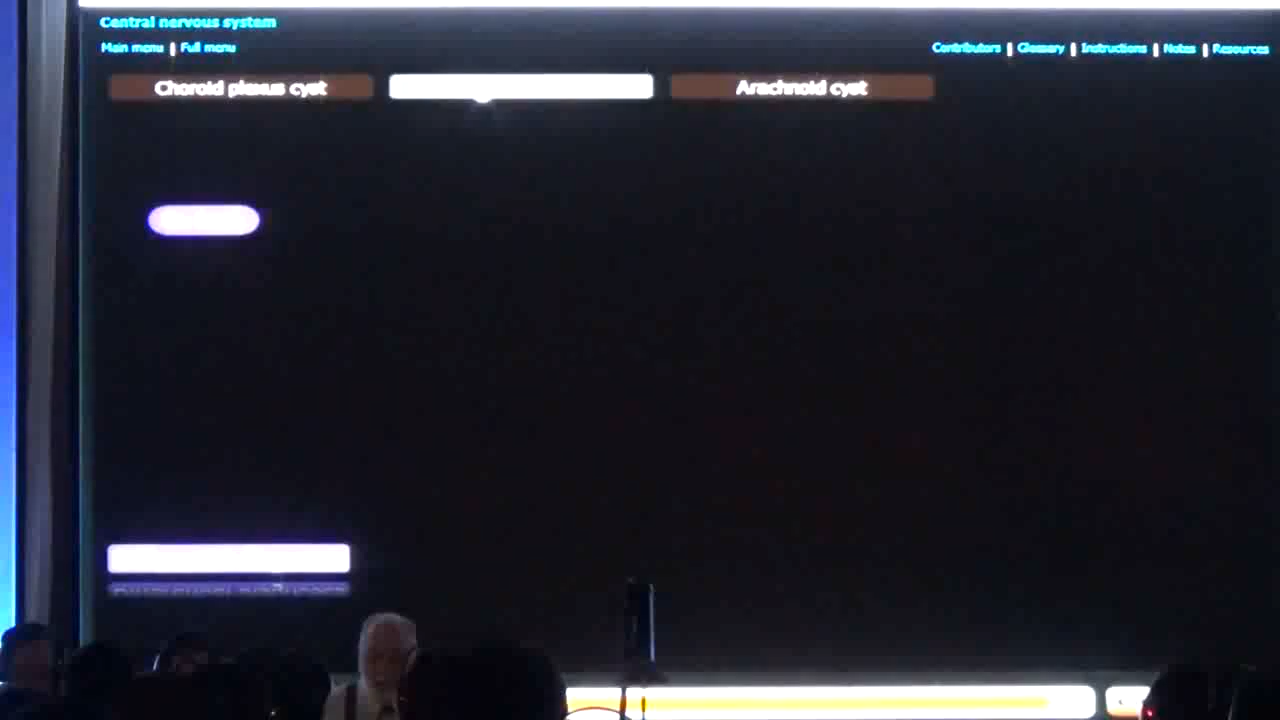 Central nervous system
Main menu | Full menu
Contributors | Glossary | Instructions | Notes | Resources
Choroid plexus cyst
Arachnoid cyst